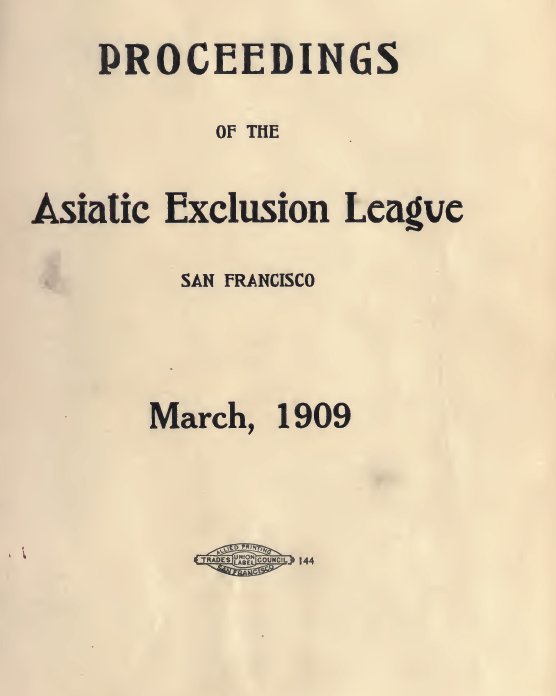 PROCEEDINGS
OF THE
Asiatic Exclusion League
SAN FRANCISCO
March, 1909
ALLIED PRINTING
TRADES UNION LABEL COUNCIL 144
SAN FRANCISCO